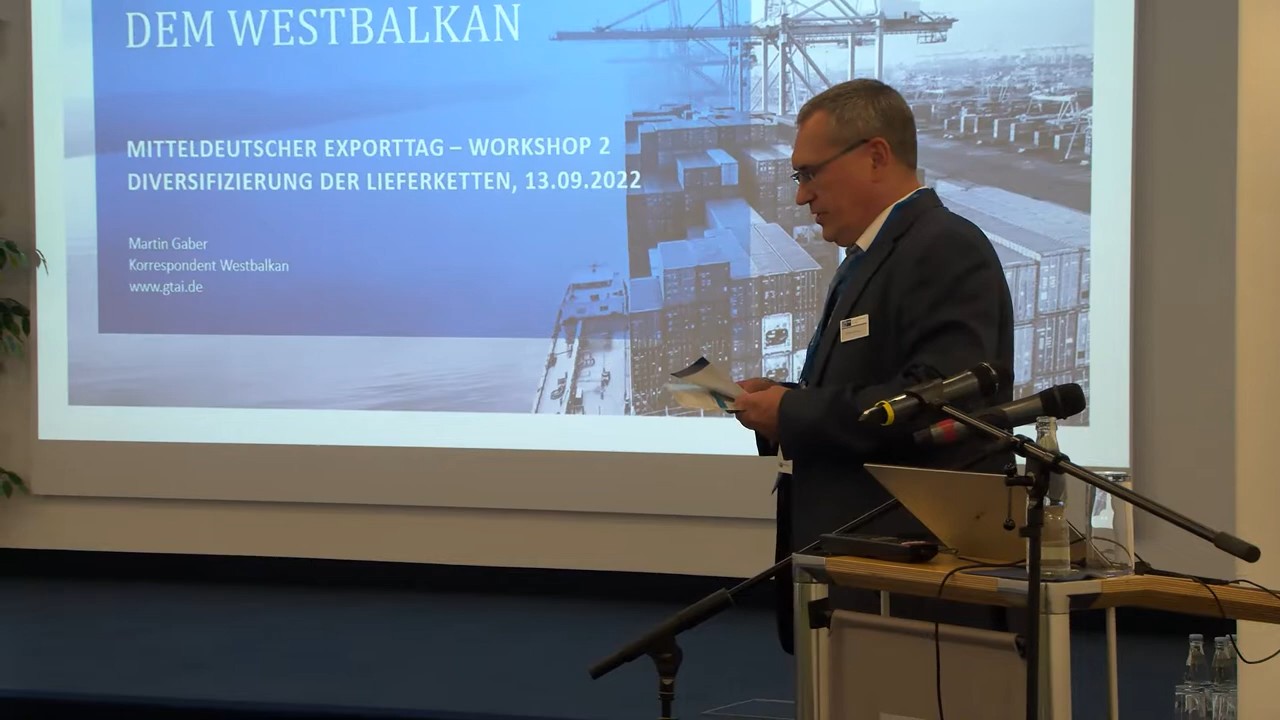 DEM WESTBALKAN
MITTELDEUTSCHER EXPORTTAG – WORKSHOP 2
DIVERSIFIZIERUNG DER LIEFERKETTEN, 13.09.2022
Martin Gaber
Korrespondent Westbalkan
www.gtai.de